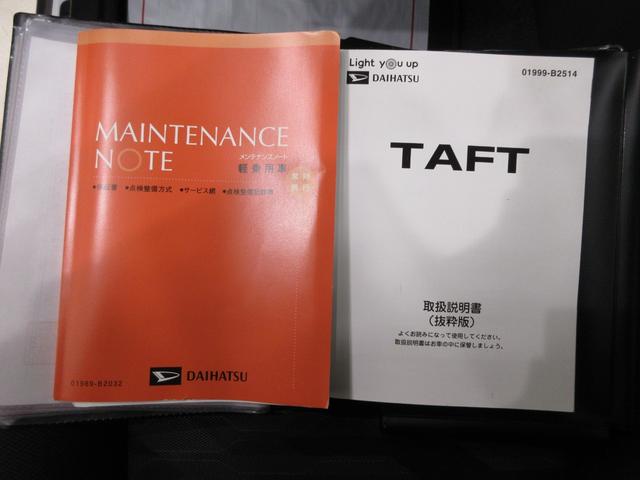 MAINTENANCE
NOTE
メンテナンスノート
軽乗用車
•保証書 •点検整備方式 •サービス網 •点検整備記録簿
01989-B2032
DAIHATSU
Light you up
DAIHATSU
01999-B2514
TAFT
取扱説明書
（抜粋版）
よくお読みになって使用してください。
取扱説明書はお車の中に保管しましょう。